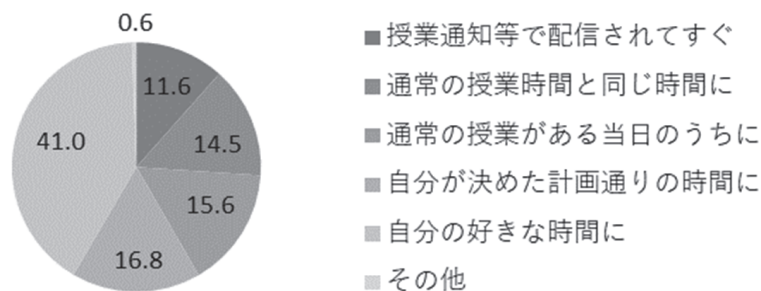 0.6
11.6
14.5
15.6
16.8
41.0
■授業通知等で配信されてすぐ
■通常の授業時間と同じ時間に
■通常の授業がある当日のうちに
■自分が決めた計画通りの時間に
■自分の好きな時間に
■その他